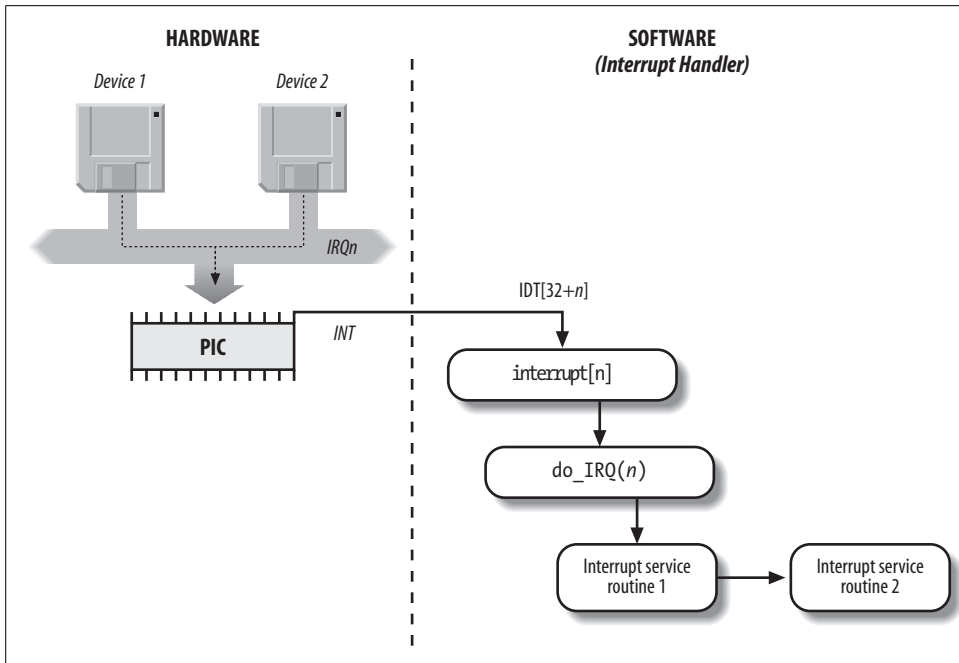 HARDWARE
SOFTWARE
(Interrupt Handler)
Device 1
Device 2
IRQn
IDT[32+n]
INT
PIC
interrupt[n]
do_IRQ(n)
Interrupt service
routine 1
Interrupt service
routine 2